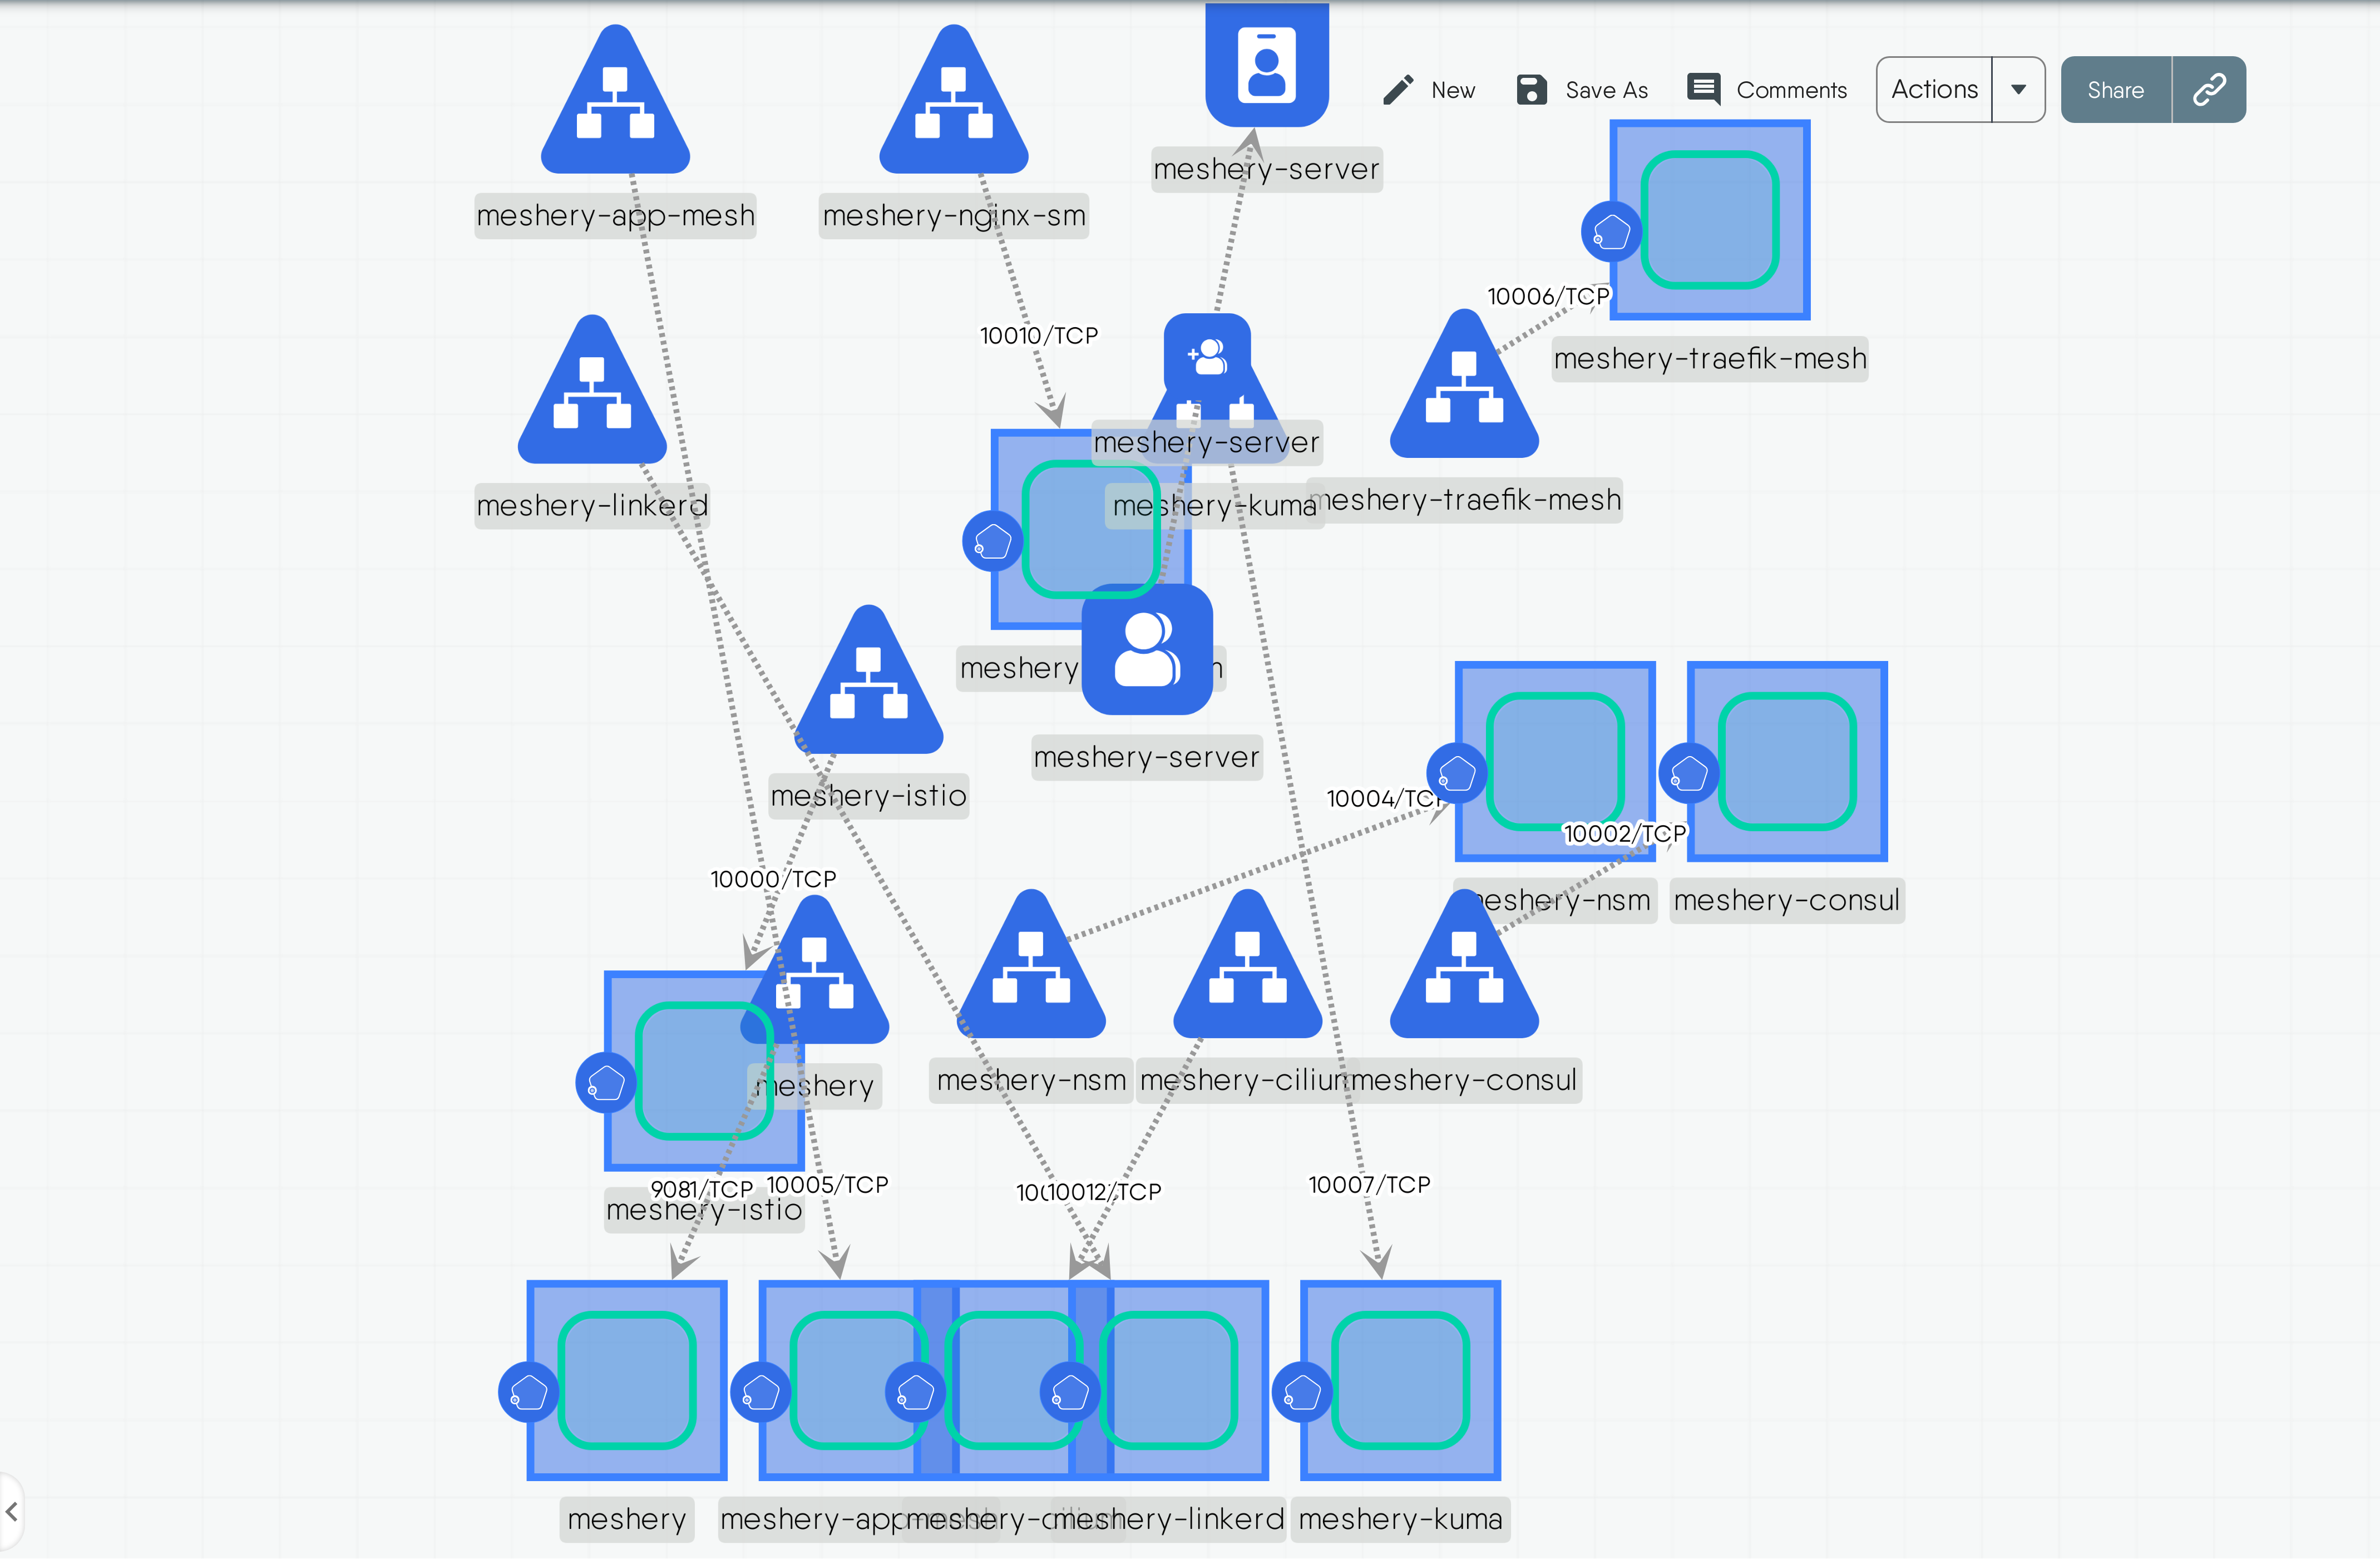 New
Save As
Comments
Actions
Share
meshery-server
meshery-app-mesh
meshery-nginx-sm
10006/TCP
10010/TCP
meshery-traefik-mesh
meshery-server
meshery-linkerd
meshery-kuma
meshery-traefik-mesh
meshery-server
meshery-istio
10004/TCP
10002/TCP
10000/TCP
meshery-nsm
meshery-consul
meshery
meshery-nsm
meshery-cilium
meshery-consul
9081/TCP
10005/TCP
10012/TCP
10007/TCP
meshery-istio
meshery
meshery-app-mesh
meshery-cilium
meshery-linkerd
meshery-kuma